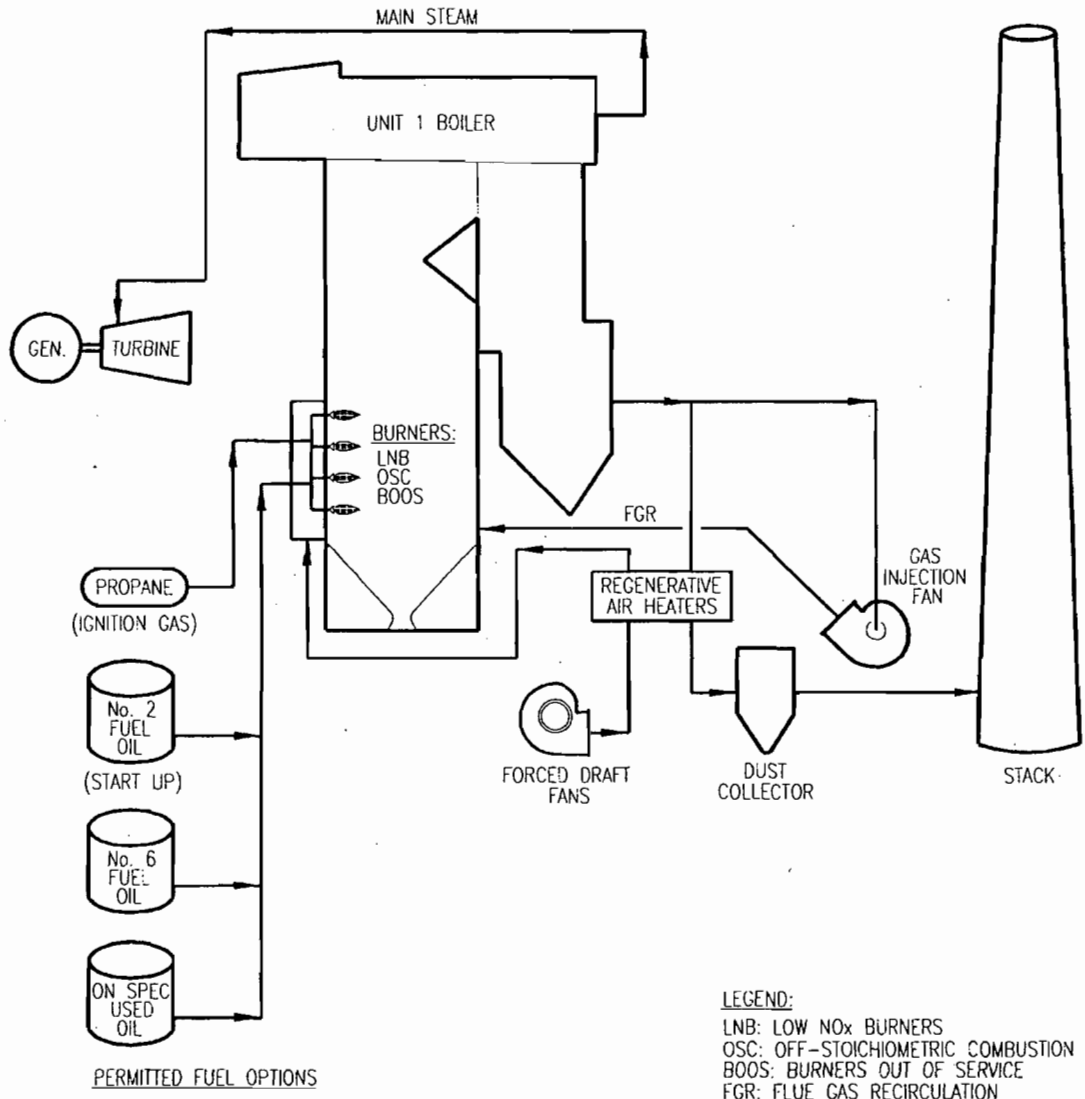 MAIN STEAM
UNIT 1 BOILER
GEN.
TURBINE
BURNERS:
LNB
OSC
BOOS
FGR
GAS
INJECTION
FAN
PROPANE
(IGNITION GAS)
REGENERATIVE
AIR HEATERS
No. 2
FUEL
OIL
(START UP)
FORCED DRAFT
FANS
DUST
COLLECTOR
STACK
No. 6
FUEL
OIL
ON SPEC
USED
OIL
PERMITTED FUEL OPTIONS
LEGEND:
LNB: LOW NOx BURNERS
OSC: OFF-STOICHIOMETRIC COMBUSTION
BOOS: BURNERS OUT OF SERVICE
FGR: FLUE GAS RECIRCULATION